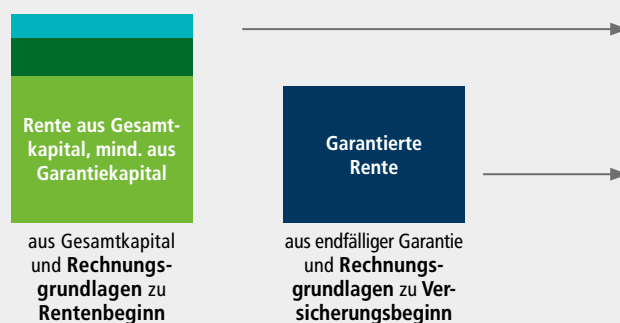 Rente aus Gesamt-
kapital, mind. aus
Garantiekapital
aus Gesamtkapital
und Rechnungs-
grundlagen zu
Rentenbeginn
Garantierte
Rente
aus endfälliger Garantie
und Rechnungs-
grundlagen zu Ver-
sicherungsbeginn